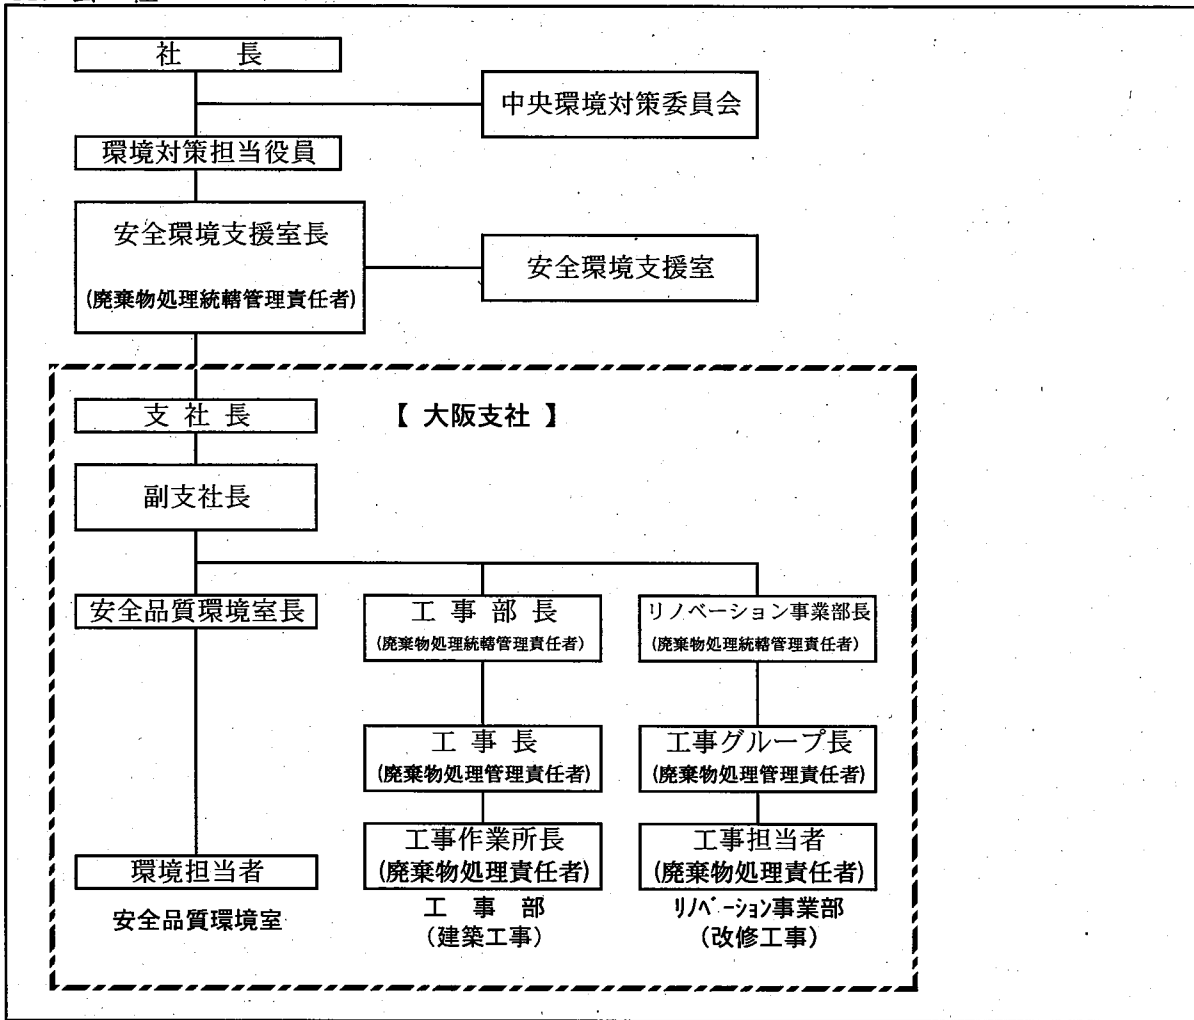 社 長
中央環境対策委員会
環境対策担当役員
安全環境支援室長
(廃棄物処理統轄管理責任者)
安全環境支援室
支 社 長
【 大阪支社 】
副支社長
安全品質環境室長
工 事 部 長
(廃棄物処理統轄管理責任者)
リノベーション事業部長
(廃棄物処理統轄管理責任者)
工 事 長
(廃棄物処理管理責任者)
工事グループ長
(廃棄物処理管理責任者)
工事作業所長
(廃棄物処理責任者)
工事担当者
(廃棄物処理責任者)
環境担当者
安全品質環境室
工 事 部
(建築工事)
リノベーション事業部
(改修工事)